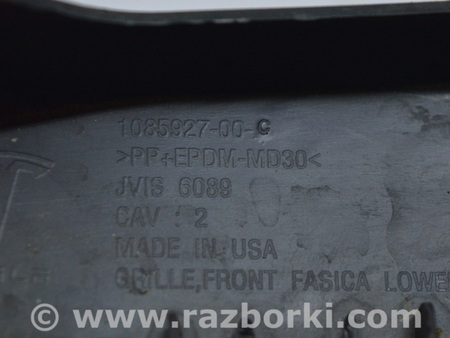 1085927-00-C
>PP+EPDM-MD30<
JVIS 6089
CAV : 2
MADE IN USA
GRILLE,FRONT FASICA LOWE
www.razborki.com